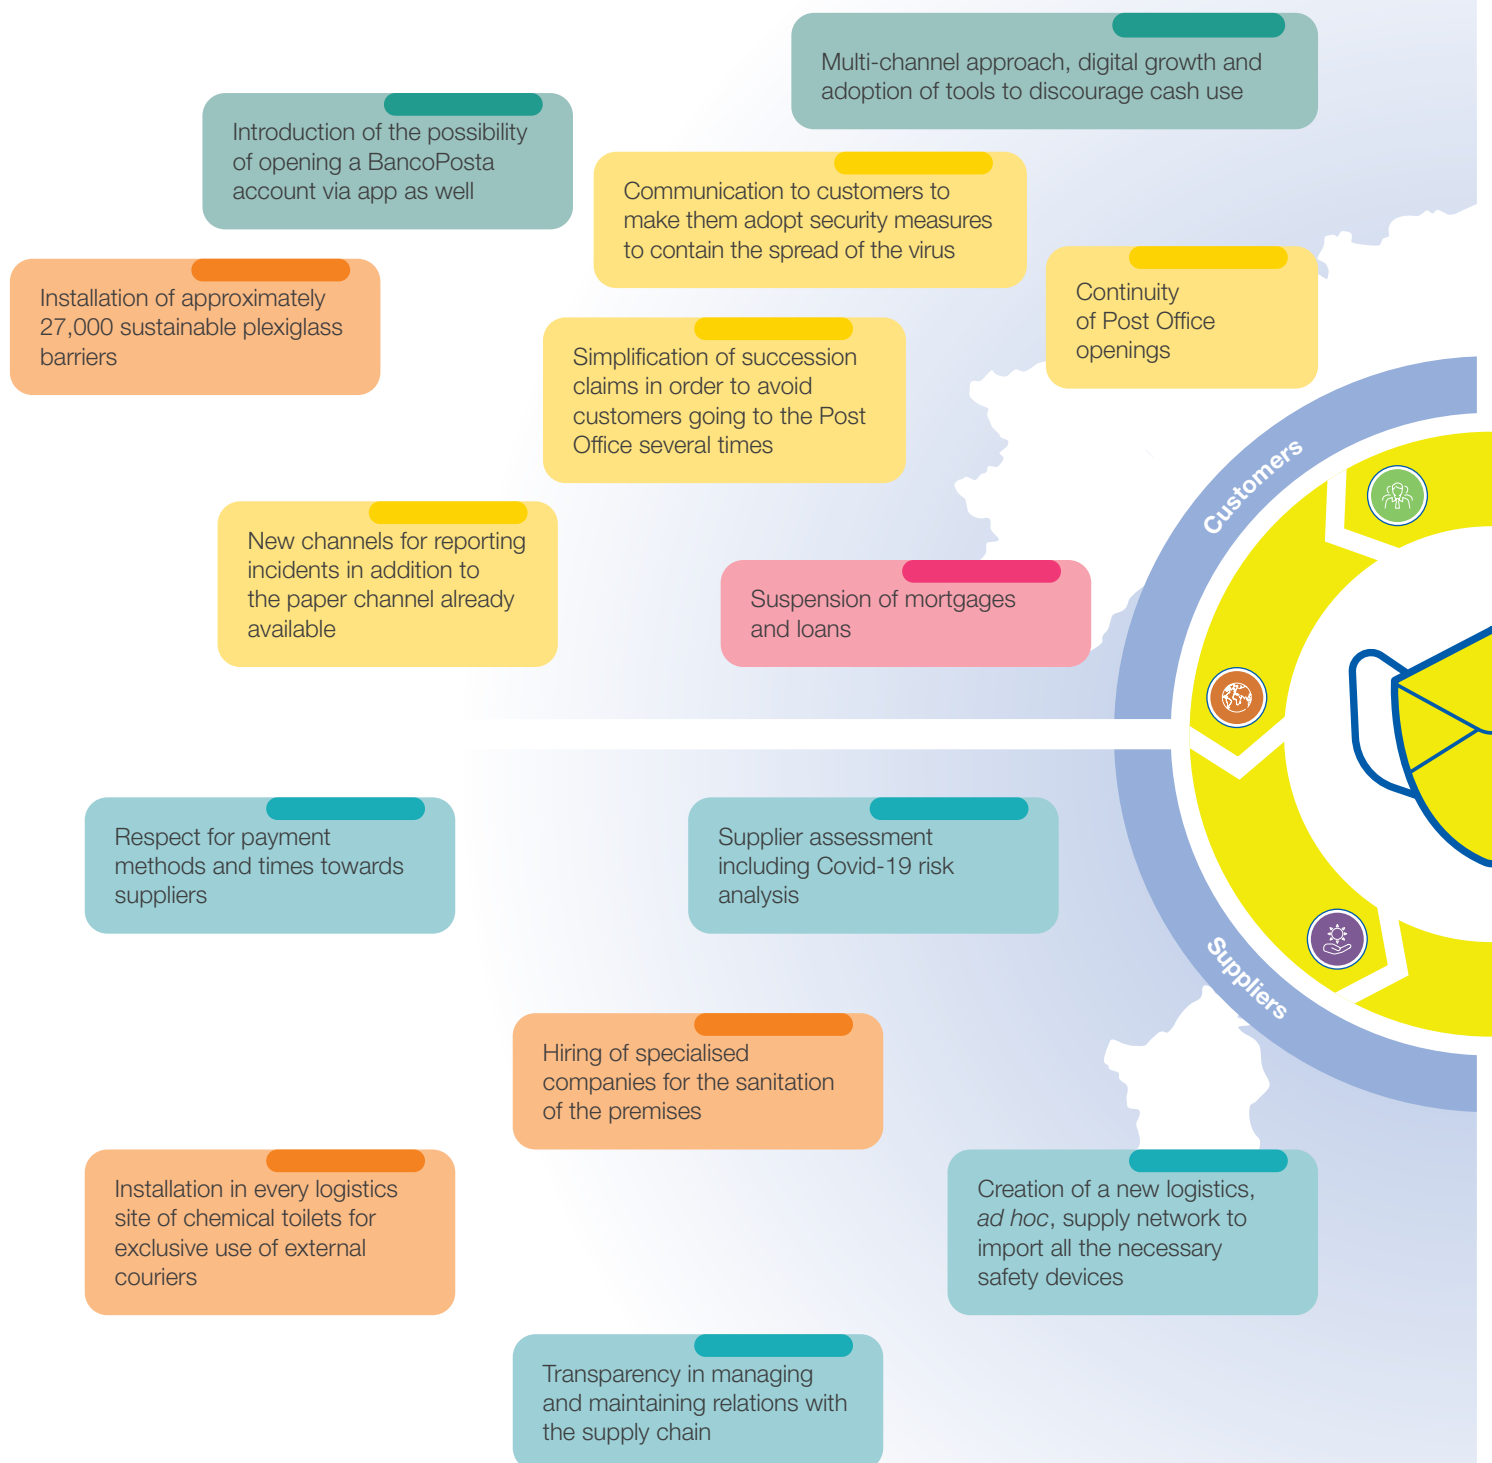 Multi-channel approach, digital growth and
adoption of tools to discourage cash use
Introduction of the possibility
of opening a BancoPosta
account via app as well
Communication to customers to
make them adopt security measures
to contain the spread of the virus
Continuity
of Post Office
openings
Installation of approximately
27,000 sustainable plexiglass
barriers
Simplification of succession
claims in order to avoid
customers going to the Post
Office several times
Customers
New channels for reporting
incidents in addition to
the paper channel already
available
Suspension of mortgages
and loans
Respect for payment
methods and times towards
suppliers
Supplier assessment
including Covid-19 risk
analysis
Suppliers
Hiring of specialised
companies for the sanitation
of the premises
Installation in every logistics
site of chemical toilets for
exclusive use of external
couriers
Creation of a new logistics,
ad hoc, supply network to
import all the necessary
safety devices
Transparency in managing
and maintaining relations with
the supply chain